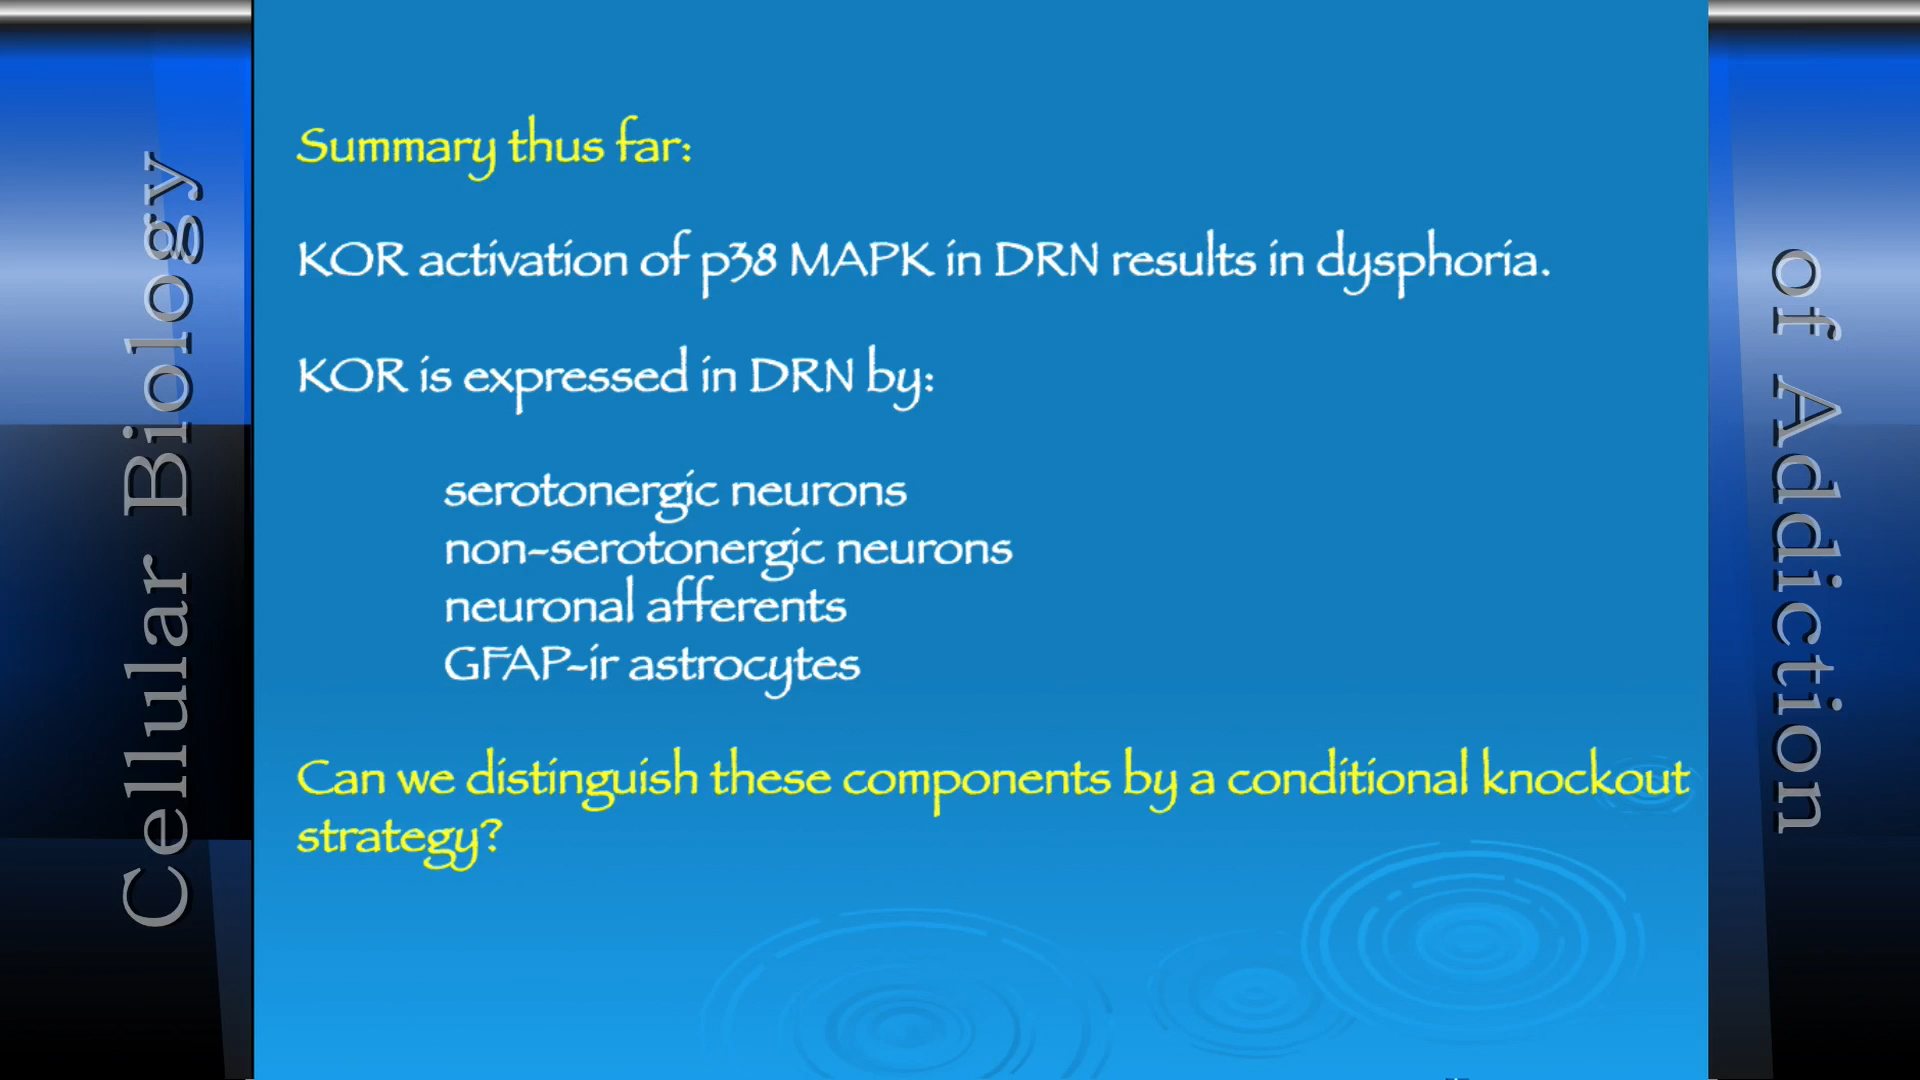 Cellular Biology
Summary thus far:
KOR activation of p38 MAPK in DRN results in dysphoria.
KOR is expressed in DRN by:
serotonergic neurons
non-serotonergic neurons
neuronal afferents
GFAP-ir astrocytes
Can we distinguish these components by a conditional knockout
strategy?
of Addiction